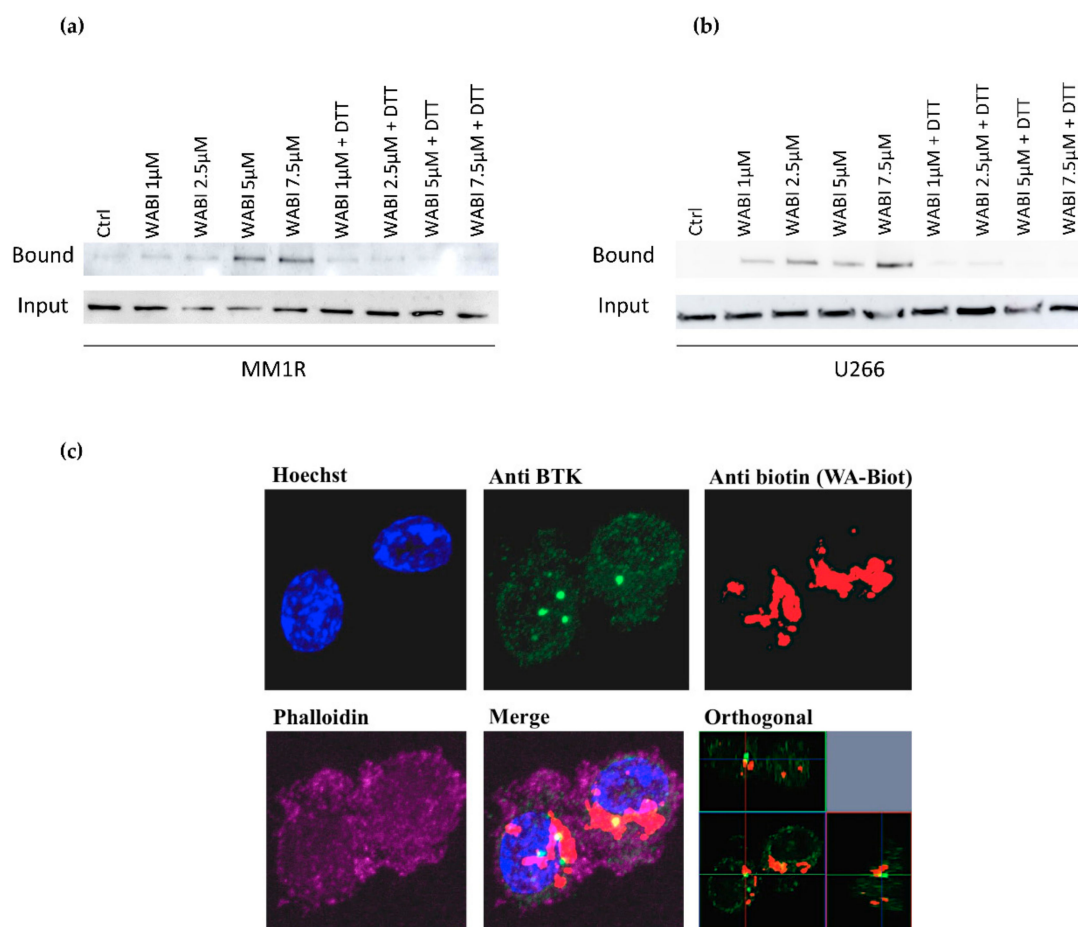 (a)
Ctrl
WABI 1µM
WABI 2.5µM
WABI 5µM
WABI 7.5µM
WABI 1µM + DTT
WABI 2.5µM + DTT
WABI 5µM + DTT
WABI 7.5µM + DTT
Bound
Input
MM1R
(b)
Ctrl
WABI 1µM
WABI 2.5µM
WABI 5µM
WABI 7.5µM
WABI 1µM + DTT
WABI 2.5µM + DTT
WABI 5µM + DTT
WABI 7.5µM + DTT
Bound
Input
U266
(c)
Hoechst
Anti BTK
Anti biotin (WA-Biot)
Phalloidin
Merge
Orthogonal